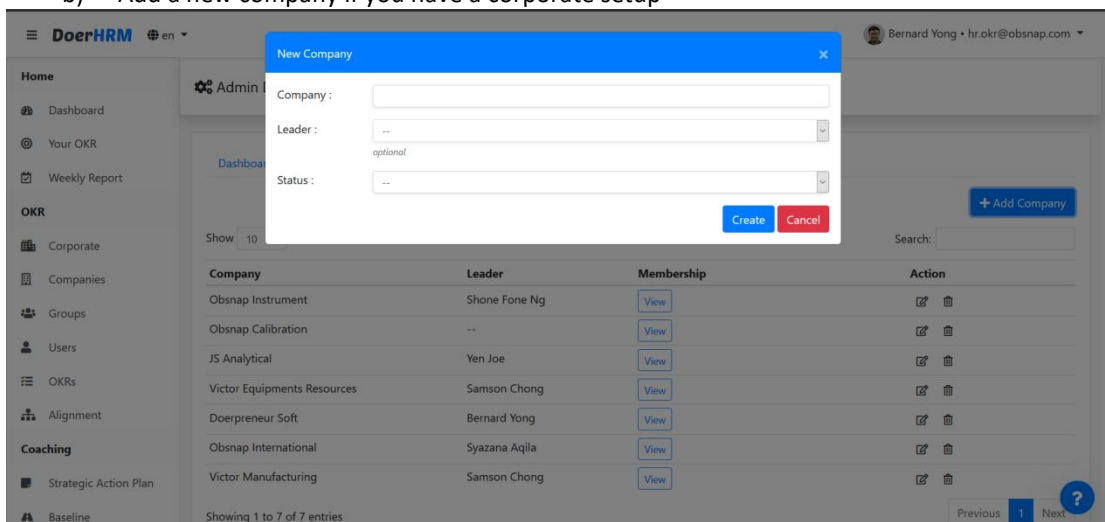 b) Add a new company if you have a corporate setup
DoerHRM en
Bernard Yong • hr.okr@obsnap.com
New Company ×
Home
Admin
Company :
Dashboard
Leader : --
Your OKR
optional
Weekly Report
Status : --
OKR
+ Add Company
Create Cancel
Corporate
Show 10
Search:
Companies
Company Leader Membership Action
Groups
Obsnap Instrument Shone Fone Ng View
Users
Obsnap Calibration -- View
JS Analytical Yen Joe View
OKRs
Victor Equipments Resources Samson Chong View
Alignment
Doerpreneur Soft Bernard Yong View
Coaching
Obsnap International Syazana Aqila View
Strategic Action Plan
Victor Manufacturing Samson Chong View
?
Baseline
Showing 1 to 7 of 7 entries
Previous 1 Next